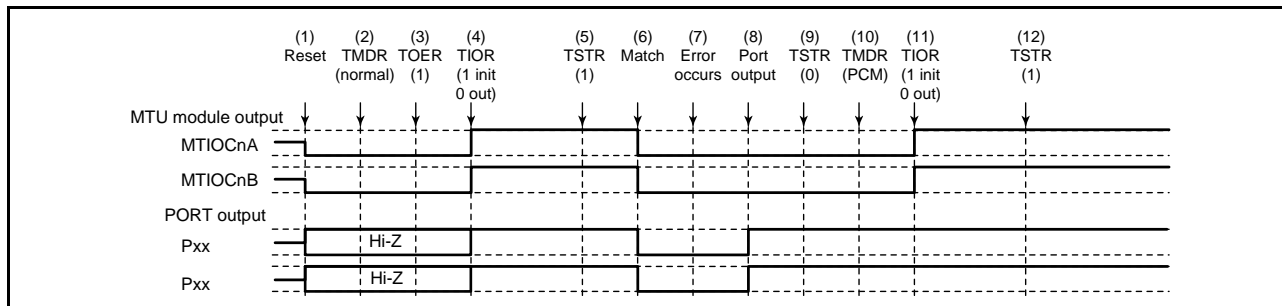 (1) (2) (3) (4) (5) (6) (7) (8) (9) (10) (11) (12)
Reset TMDR TOER TIOR TSTR Match Error Port TSTR TMDR TIOR TSTR
(normal) (1) (1 init (1) occurs output (0) (PCM) (1 init (1)
0 out) 0 out)
MTU module output
MTIOCnA
MTIOCnB
PORT output
Pxx Hi-Z
Pxx Hi-Z